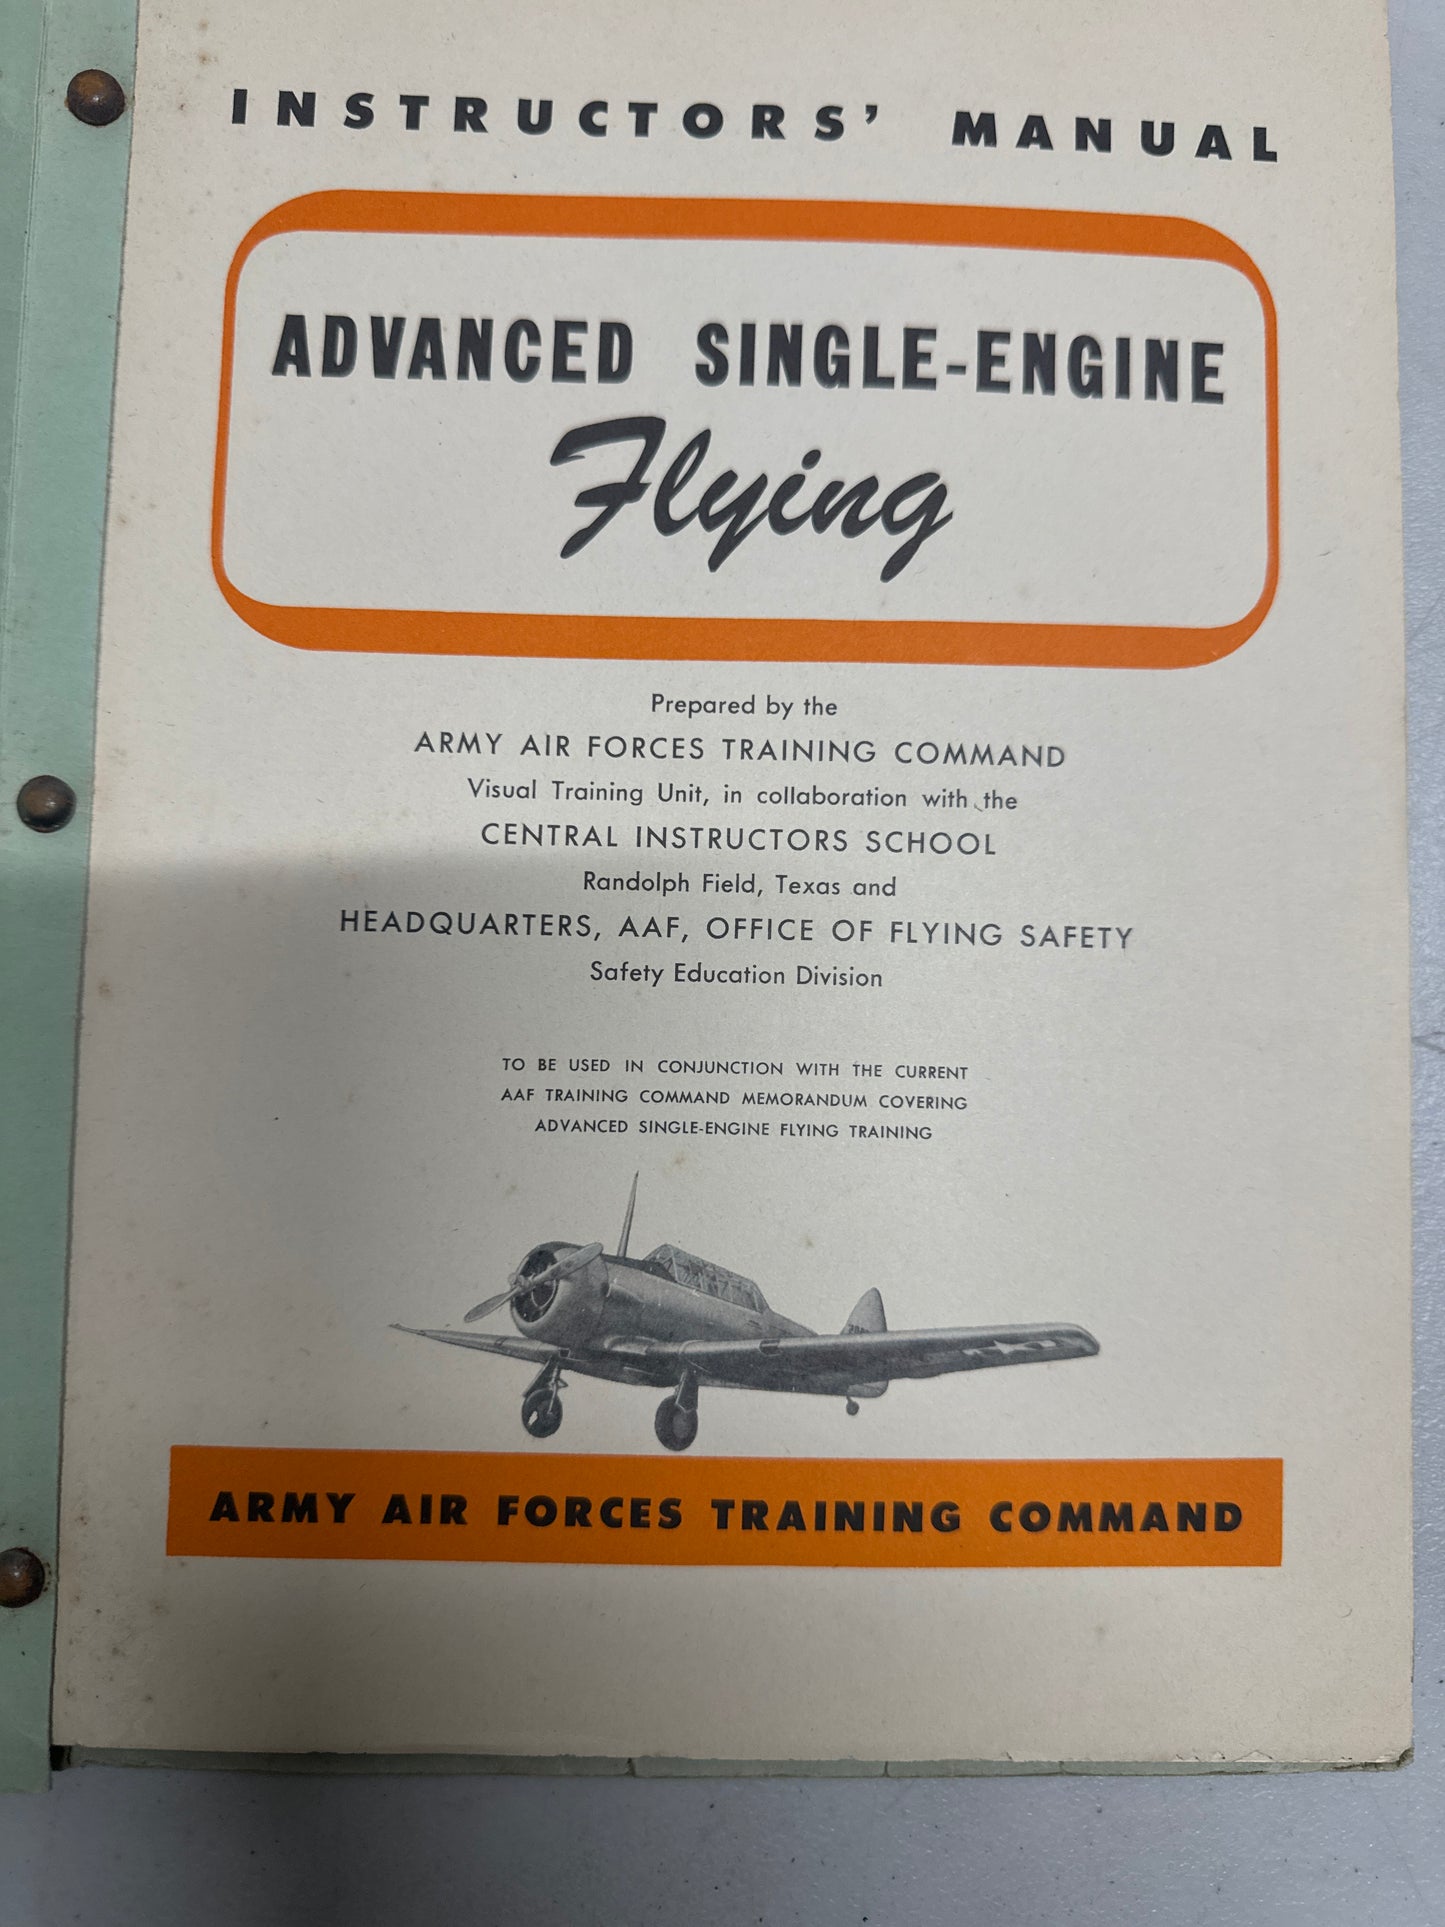 INSTRUCTORS’ MANUAL
ADVANCED SINGLE-ENGINE
Flying
Prepared by the
ARMY AIR FORCES TRAINING COMMAND
Visual Training Unit, in collaboration with the
CENTRAL INSTRUCTORS SCHOOL
Randolph Field, Texas and
HEADQUARTERS, AAF, OFFICE OF FLYING SAFETY
Safety Education Division
TO BE USED IN CONJUNCTION WITH THE CURRENT
AAF TRAINING COMMAND MEMORANDUM COVERING
ADVANCED SINGLE-ENGINE FLYING TRAINING
ARMY AIR FORCES TRAINING COMMAND